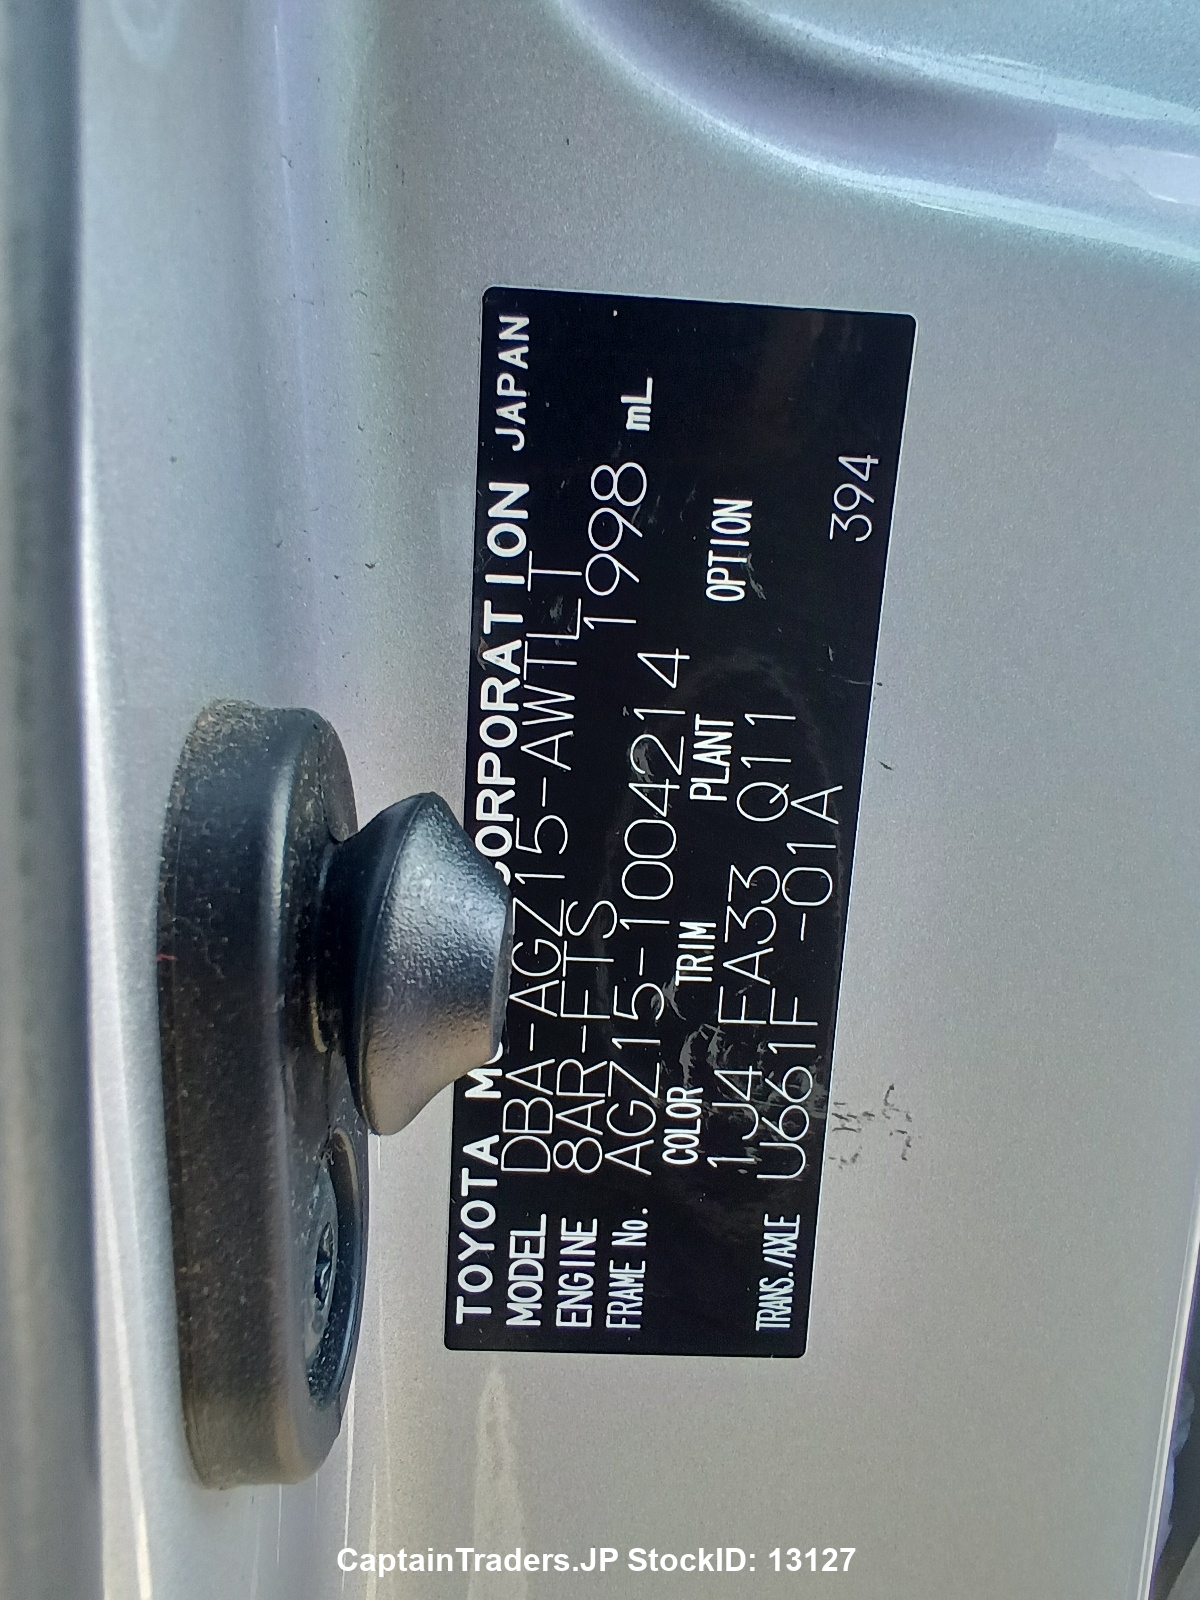 TOYOTA MO CORPORATION JAPAN
MODEL DBA-AGZ15-AWTLT
ENGINE 8AR-FTS 1998 mL
FRAME No. AGZ15-1004214
COLOR TRIM PLANT OPTION
1J4 FA33 Q11
TRANS./AXLE U661F -01A 394
CaptainTraders.JP StockID: 13127